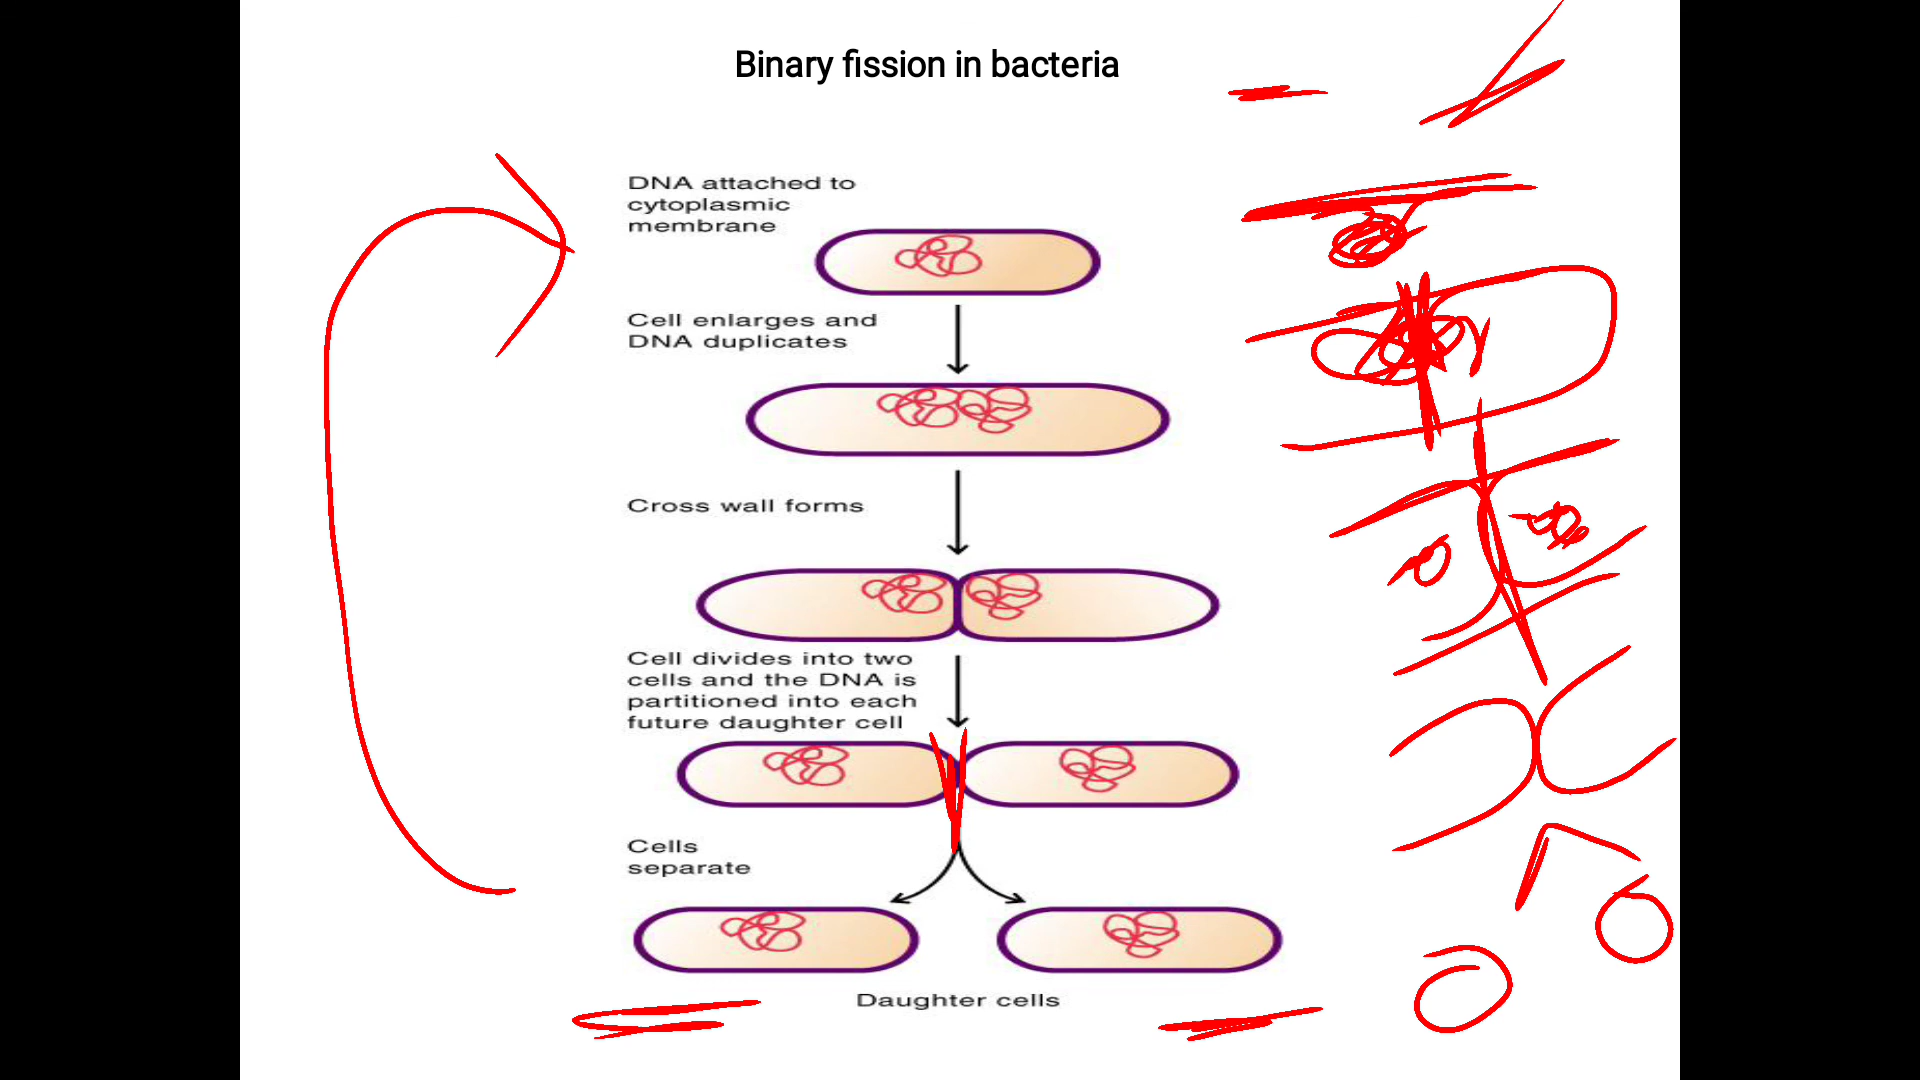 Binary fission in bacteria
DNA attached to
cytoplasmic
membrane
Cell enlarges and
DNA duplicates
Cross wall forms
Cell divides into two
cells and the DNA is
partitioned into each
future daughter cell
Cells
separate
Daughter cells